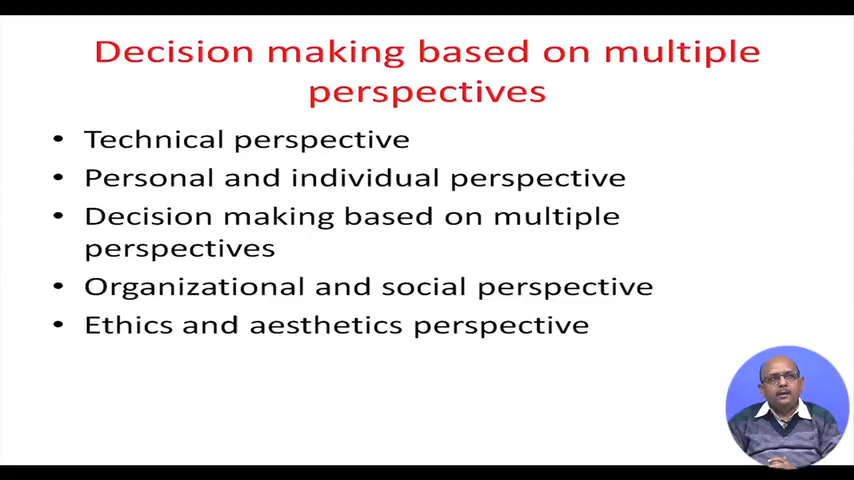 Decision making based on multiple
perspectives
• Technical perspective
• Personal and individual perspective
• Decision making based on multiple
perspectives
• Organizational and social perspective
• Ethics and aesthetics perspective